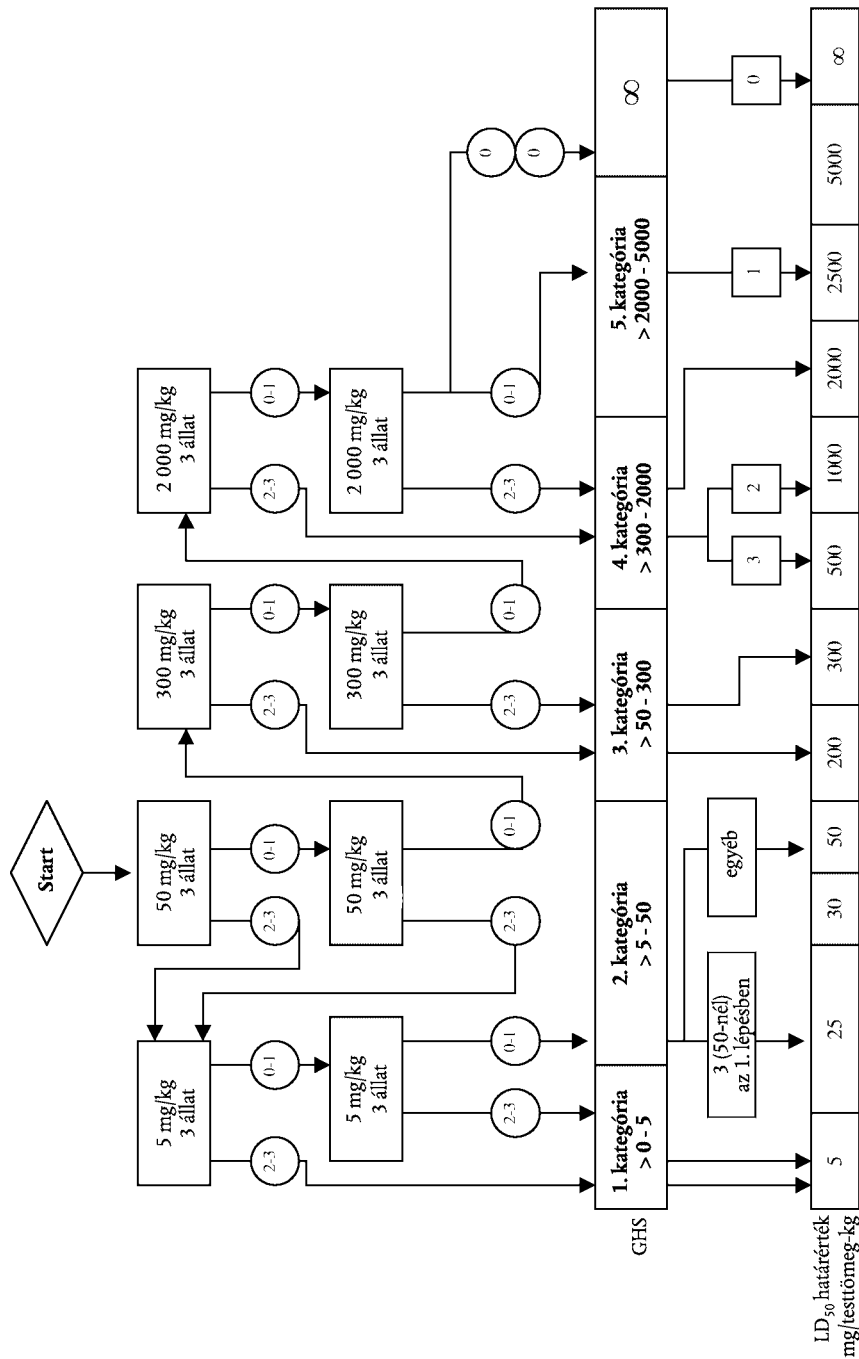 Start
5 mg/kg
3 állat
50 mg/kg
3 állat
300 mg/kg
3 állat
2 000 mg/kg
3 állat
2-3
0-1
2-3
0-1
2-3
0-1
2-3
0-1
5 mg/kg
3 állat
50 mg/kg
3 állat
300 mg/kg
3 állat
2 000 mg/kg
3 állat
2-3
0-1
2-3
0-1
2-3
0-1
2-3
0-1
0
0
GHS
1. kategória
> 0 - 5
2. kategória
> 5 - 50
3. kategória
> 50 - 300
4. kategória
> 300 - 2000
5. kategória
> 2000 - 5000
∞
3 (50-nél)
az 1. lépésben
egyéb
3
2
1
0
LD50 határérték
mg/testtömeg-kg
5
25
30
50
200
300
500
1000
2000
2500
5000
∞